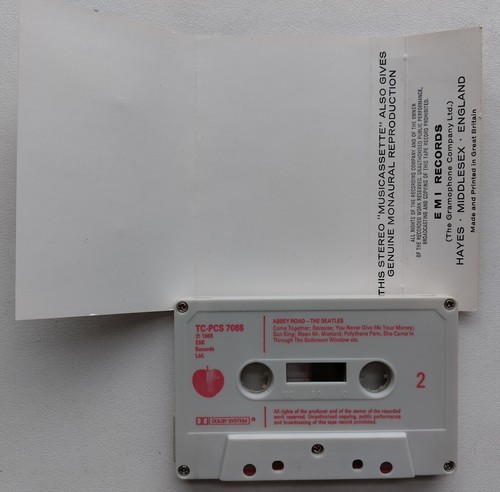 THIS STEREO "MUSICASSETTE" ALSO GIVES
GENUINE MONAURAL REPRODUCTION
ALL RIGHTS OF THE RECORDING COMPANY AND OF THE OWNER
OF THE RECORDED WORK RESERVED. UNAUTHORISED PUBLIC PERFORMANCE,
BROADCASTING AND COPYING OF THIS TAPE RECORD PROHIBITED.
EMI RECORDS
(The Gramophone Company Ltd.)
HAYES · MIDDLESEX · ENGLAND
Made and Printed in Great Britain
TC-PCS 7088
℗ 1969
EMI
Records
Ltd.
ABBEY ROAD – THE BEATLES
Come Together; Because; You Never Give Me Your Money;
Sun King; Mean Mr. Mustard; Polythene Pam; She Came In
Through The Bathroom Window etc.
2
DOLBY SYSTEM
All rights of the producer and of the owner of the recorded
work reserved. Unauthorised copying, public performance
and broadcasting of this tape record prohibited.